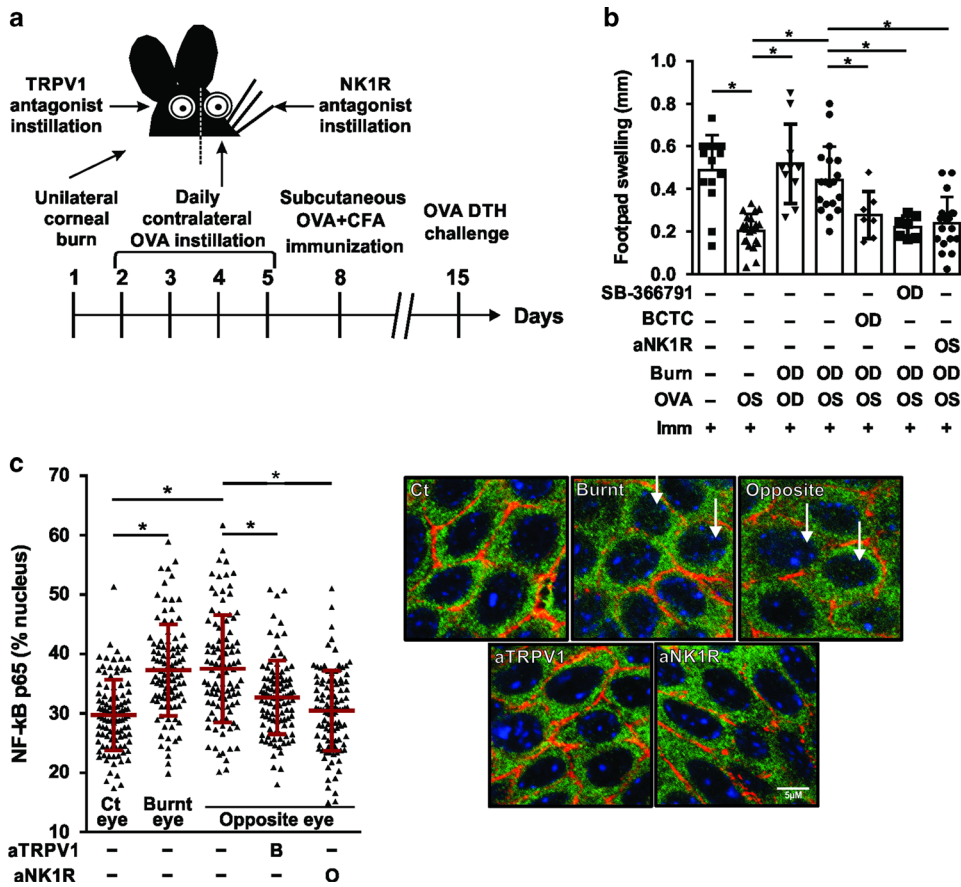 a
TRPV1 antagonist instillation
NK1R antagonist instillation
Unilateral corneal burn
Daily contralateral OVA instillation
Subcutaneous OVA+CFA immunization
OVA DTH challenge
1 2 3 4 5 8 15 Days
b
Footpad swelling (mm)
1.0
0.8
0.6
0.4
0.2
0.0
* * * * * *
SB-366791 – – – – – OD –
BCTC – – – – OD – –
aNK1R – – – – – – OS
Burn – – OD OD OD OD OD
OVA – OS OD OS OS OS OS
Imm + + + + + + +
c
NF-kB p65 (% nucleus)
70
60
50
40
30
20
10
* * * *
Ct eye
Burnt eye
Opposite eye
aTRPV1 – – – B –
aNK1R – – – – O
Ct
Burnt
Opposite
aTRPV1
aNK1R
5µM